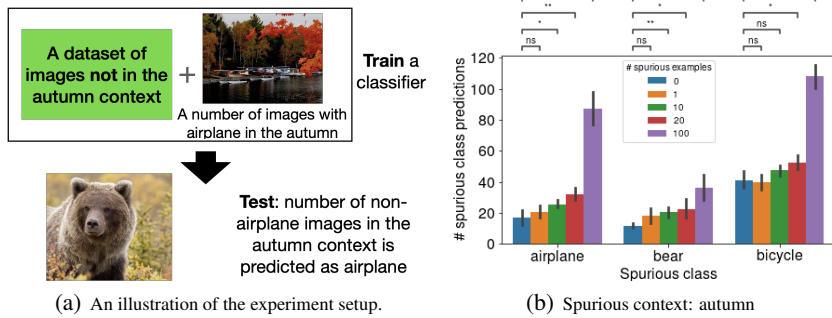 A dataset of
images not in the
autumn context
+
A number of images with
airplane in the autumn
Train a
classifier
Test: number of non-
airplane images in the
autumn context is
predicted as airplane
(a) An illustration of the experiment setup.
**
*
ns
*
**
ns
*
ns
ns
# spurious class predictions
120
100
80
60
40
20
0
# spurious examples
0
1
10
20
100
airplane
bear
bicycle
Spurious class
(b) Spurious context: autumn